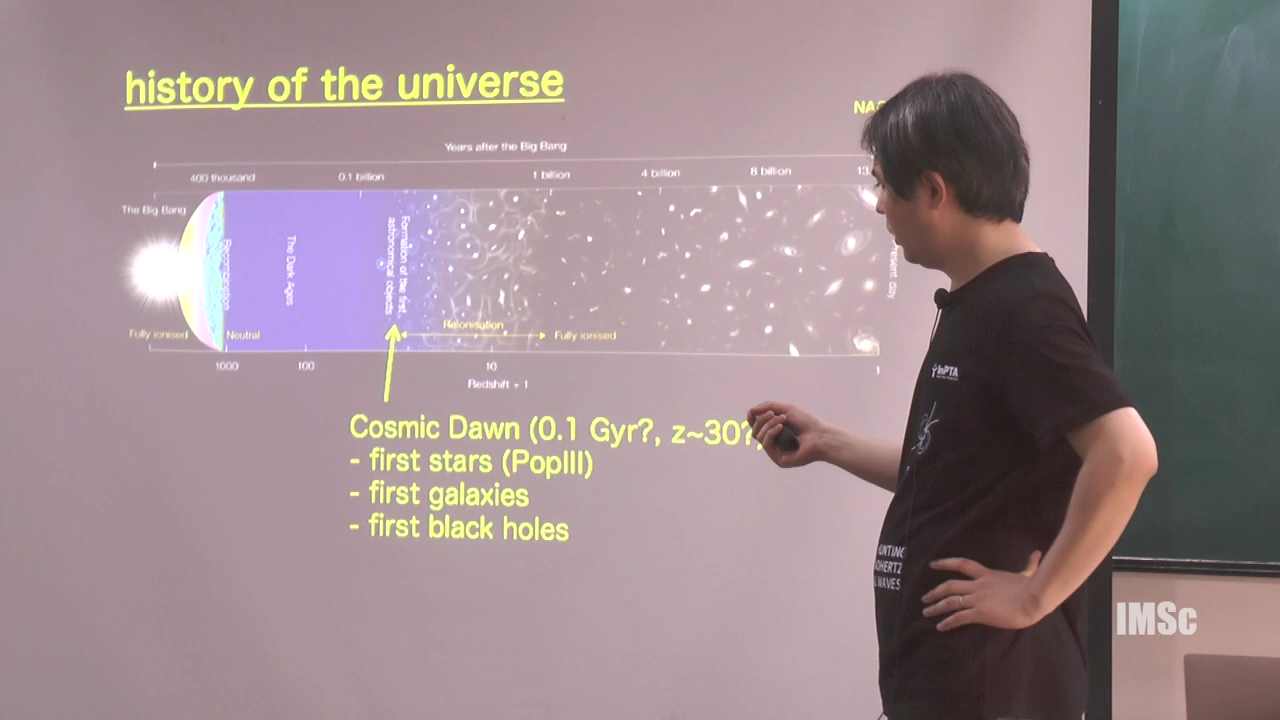 history of the universe
Years after the Big Bang
400 thousand 0.1 billion 1 billion 4 billion 8 billion 13
The Big Bang
Recombination
The Dark Ages
Formation of the first
astronomical objects
Reionisation
Fully ionised Neutral Fully ionised
1000 100 10 1
Redshift + 1
Cosmic Dawn (0.1 Gyr?, z~30?
- first stars (PopIII)
- first galaxies
- first black holes
InPTA
IMSc